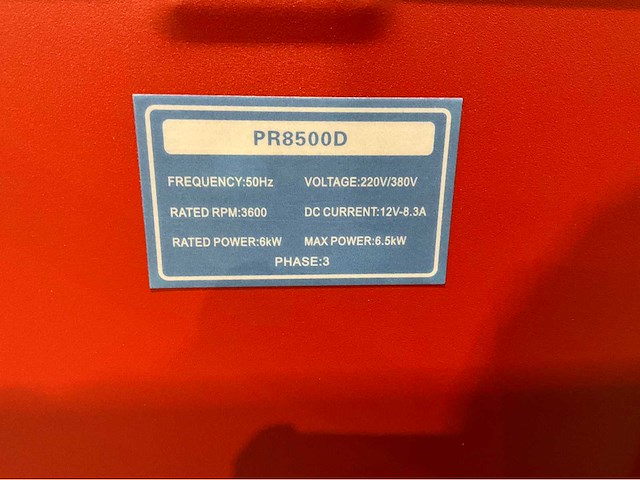 PR8500D
FREQUENCY:50Hz VOLTAGE:220V/380V
RATED RPM:3600 DC CURRENT:12V-8.3A
RATED POWER:6kW MAX POWER:6.5kW
PHASE:3